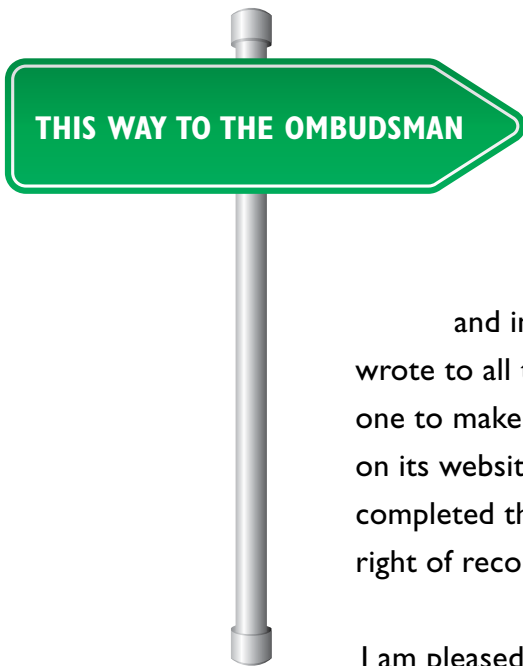 THIS WAY TO THE OMBUDSMAN
and in
wrote to all
one to make
on its websit
completed th
right of reco
I am pleased